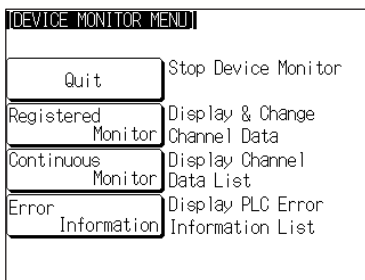 [DEVICE MONITOR MENU]
Quit
Stop Device Monitor
Registered
Monitor
Display & Change
Channel Data
Continuous
Monitor
Display Channel
Data List
Error
Information
Display PLC Error
Information List